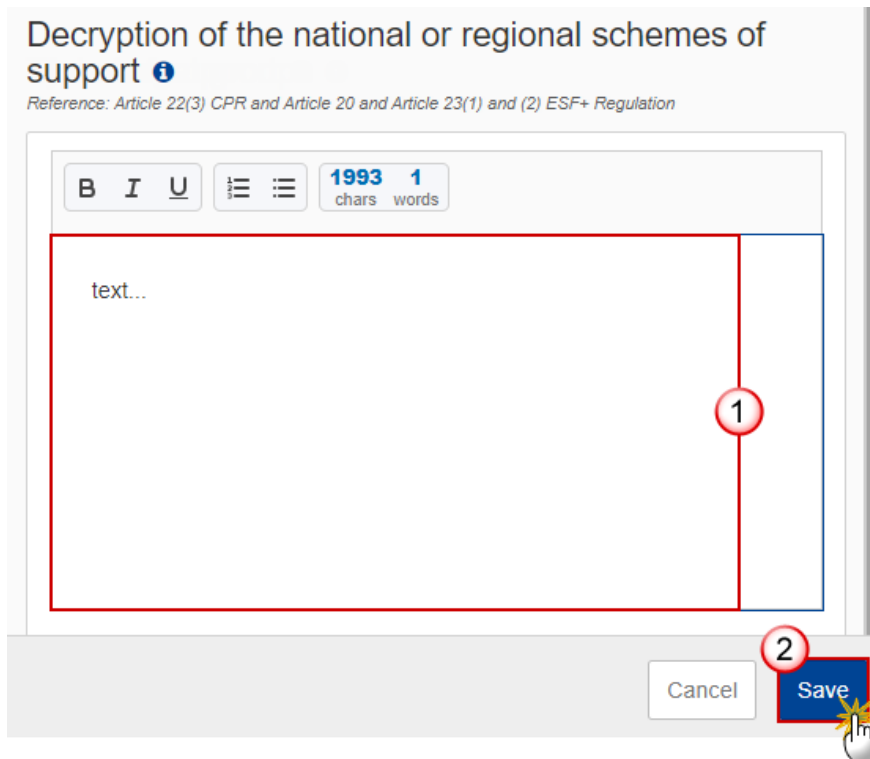 Decryption of the national or regional schemes of
support
Reference: Article 22(3) CPR and Article 20 and Article 23(1) and (2) ESF+ Regulation
B I U 1993 1
chars words
text...
1
2
Cancel Save